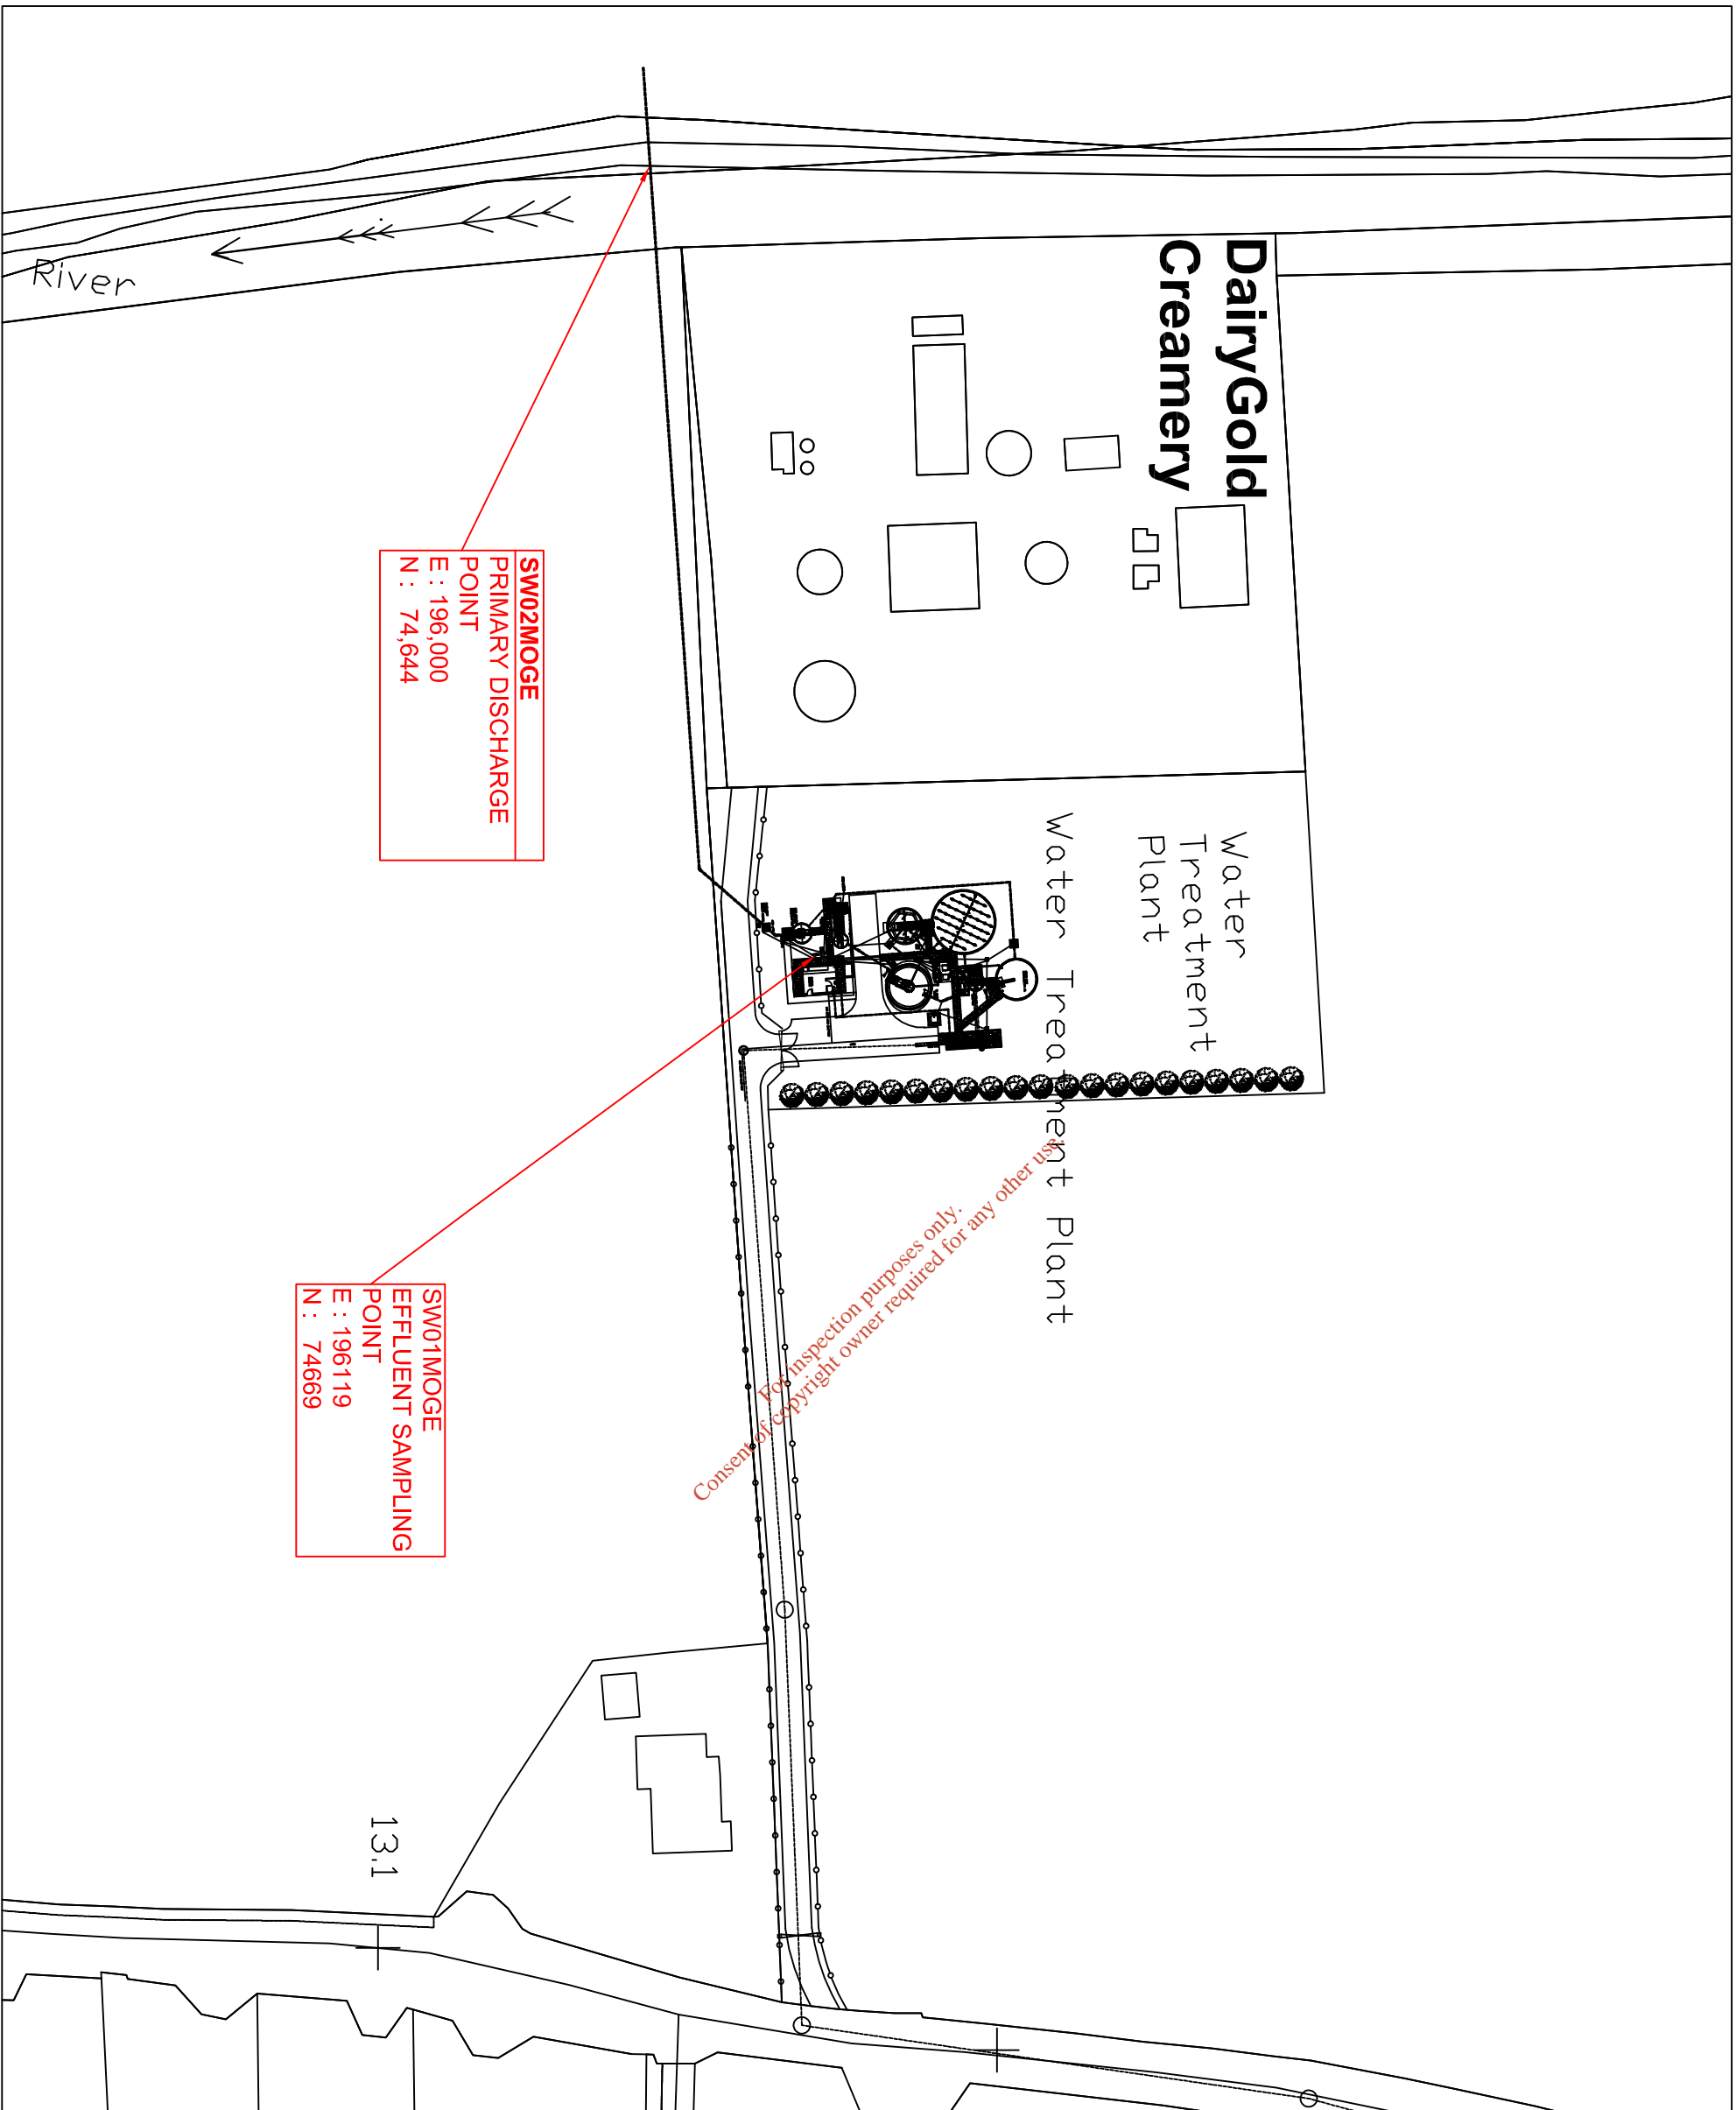 River
DairyGold
Creamery
SW02MOGE
PRIMARY DISCHARGE
POINT
E : 196,000
N : 74,644
Water
Treatment
Plant
Water Treatment Plant
For inspection purposes only.
Consent of copyright owner required for any other use.
SW01MOGE
EFFLUENT SAMPLING
POINT
E : 196119
N : 74669
13.1